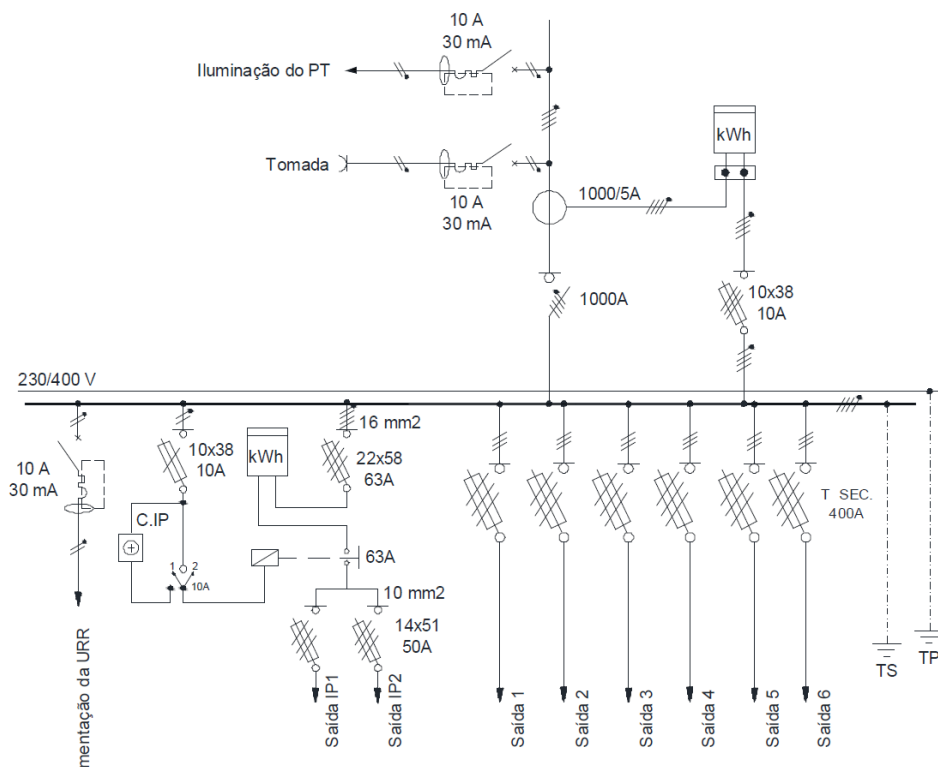 10 A
30 mA
Iluminação do PT
kWh
Tomada
10 A
30 mA
1000/5A
1000A
10x38
10A
230/400 V
16 mm2
10x38
10A
kWh
22x58
63A
10 A
30 mA
T SEC.
400A
C.IP
63A
1 2
10A
10 mm2
14x51
50A
mentação da URR
Saída IP1
Saída IP2
Saída 1
Saída 2
Saída 3
Saída 4
Saída 5
Saída 6
TS
TP